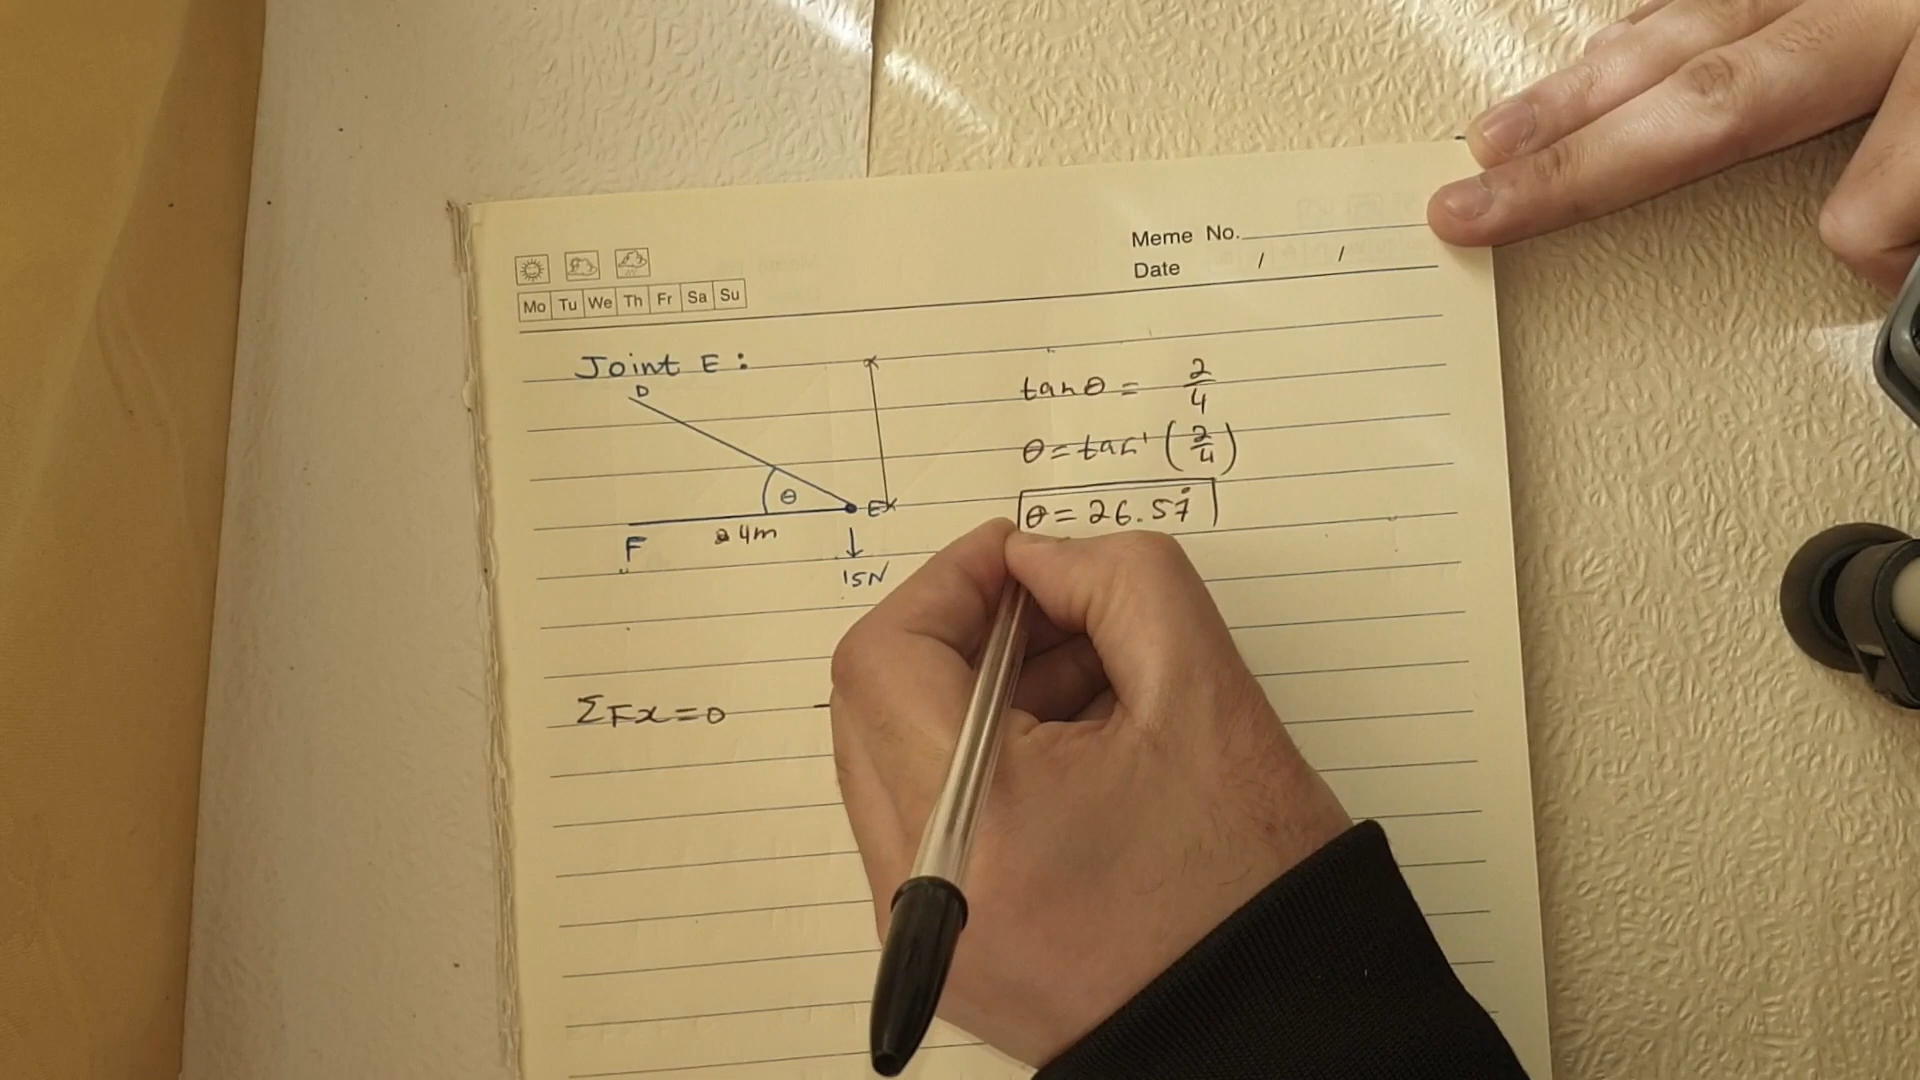 Meme No.
Date / /
Mo Tu We Th Fr Sa Su
Joint E :
D
θ
E
F
4m
15N
tanθ = 2/4
θ = tan⁻¹ (2/4)
θ = 26.57°
ΣFx = 0